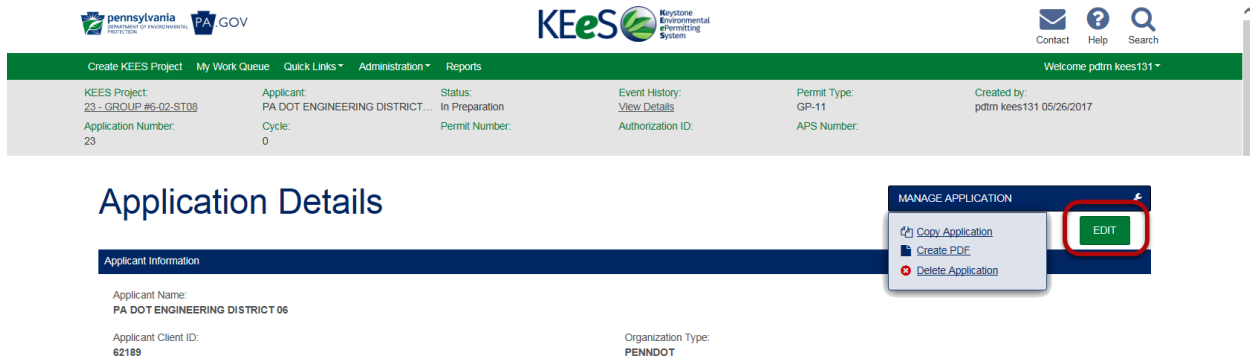 pennsylvania
DEPARTMENT OF ENVIRONMENTAL
PROTECTION
PA.GOV
KEeS
Keystone
Environmental
ePermitting
System
Contact Help Search
Create KEES Project My Work Queue Quick Links Administration Reports Welcome pdtrn kees131
KEES Project: Applicant: Status: Event History: Permit Type: Created by:
23 - GROUP #6-02-ST08 PA DOT ENGINEERING DISTRICT... In Preparation View Details GP-11 pdtrn kees131 05/26/2017
Application Number: Cycle: Permit Number: Authorization ID: APS Number:
23 0
Application Details
MANAGE APPLICATION
EDIT
Copy Application
Create PDF
Delete Application
Applicant Information
Applicant Name:
PA DOT ENGINEERING DISTRICT 06
Applicant Client ID: Organization Type:
62189 PENNDOT